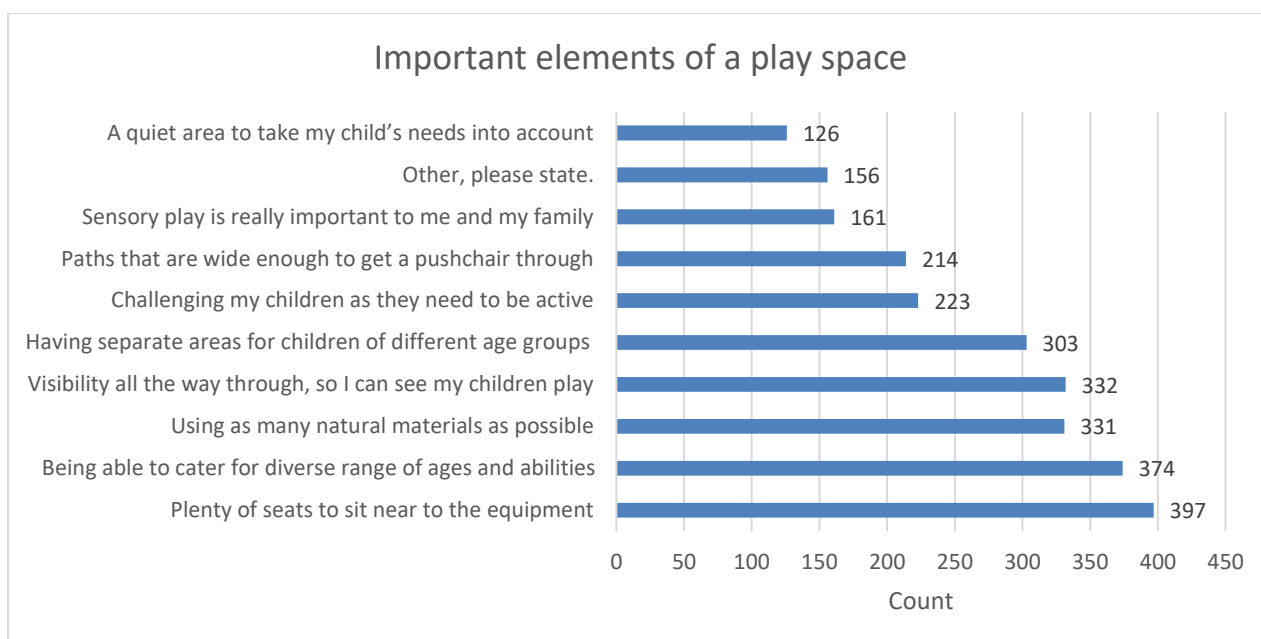 Important elements of a play space
A quiet area to take my child’s needs into account
126
Other, please state.
156
Sensory play is really important to me and my family
161
Paths that are wide enough to get a pushchair through
214
Challenging my children as they need to be active
223
Having separate areas for children of different age groups
303
Visibility all the way through, so I can see my children play
332
Using as many natural materials as possible
331
Being able to cater for diverse range of ages and abilities
374
Plenty of seats to sit near to the equipment
397
0 50 100 150 200 250 300 350 400 450
Count